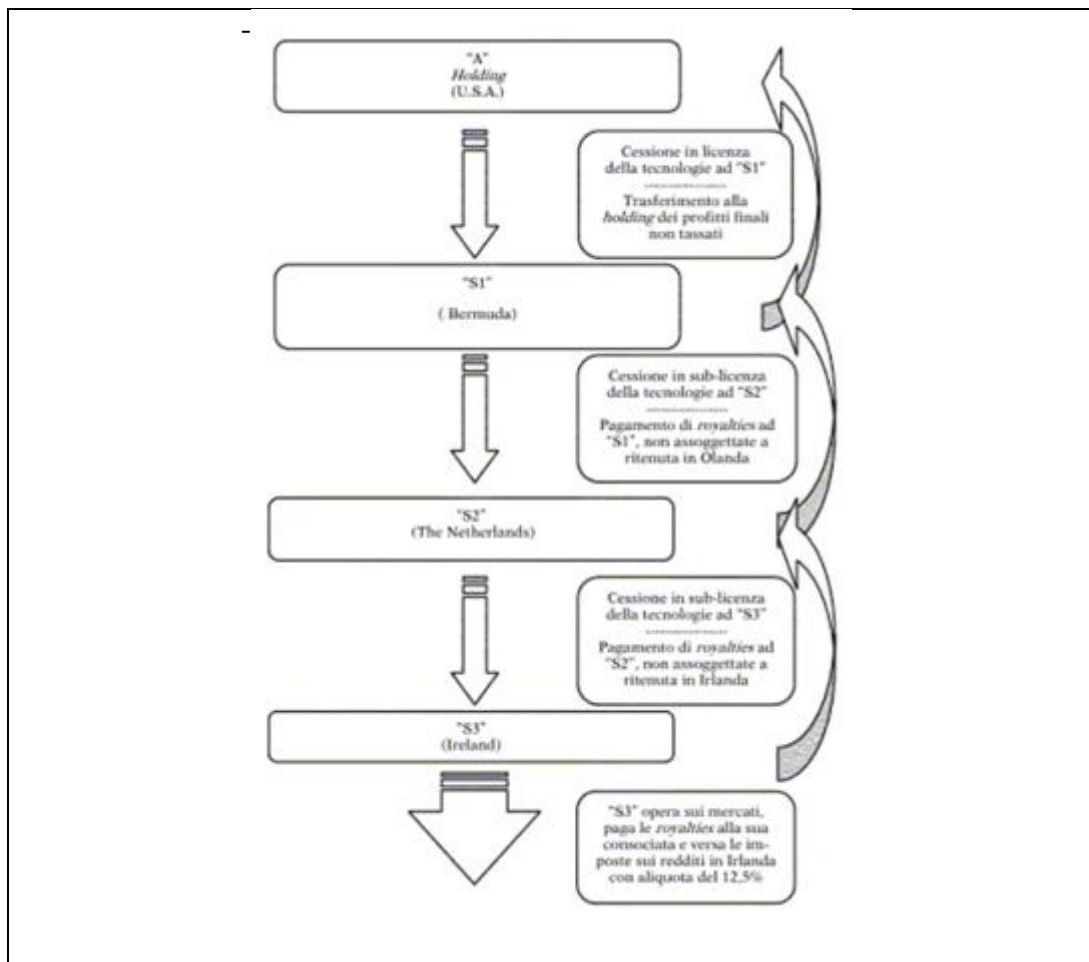 -
"A"
Holding
(U.S.A.)
Cessione in licenza
della tecnologie ad "S1"
--------------------
Trasferimento alla
holding dei profitti finali
non tassati
"S1"
( Bermuda)
Cessione in sub-licenza
della tecnologie ad "S2"
--------------------
Pagamento di royalties ad
"S1", non assoggettate a
ritenuta in Olanda
"S2"
(The Netherlands)
Cessione in sub-licenza
della tecnologie ad "S3"
--------------------
Pagamento di royalties ad
"S2", non assoggettate a
ritenuta in Irlanda
"S3"
(Ireland)
"S3" opera sui mercati,
paga le royalties alla sua
consociata e versa le im-
poste sui redditi in Irlanda
con aliquota del 12,5%